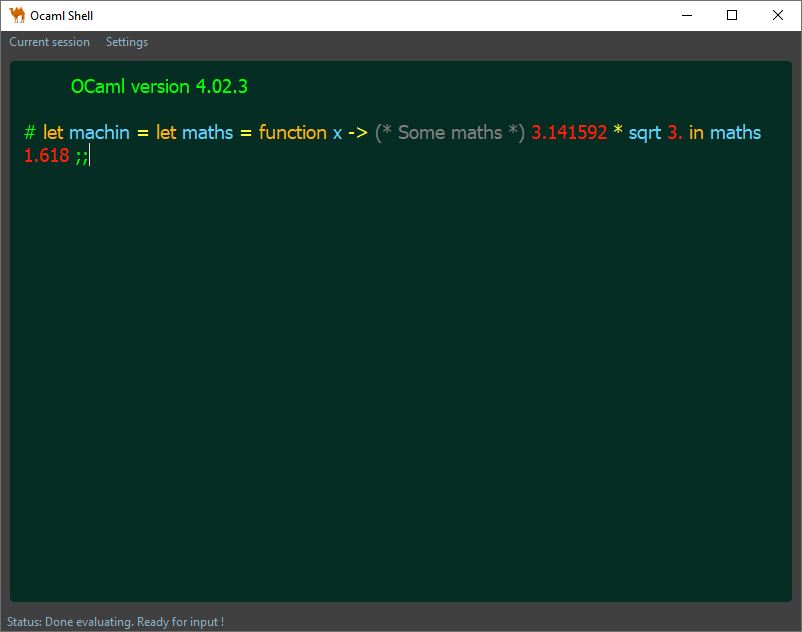 Ocaml Shell
Current session Settings
OCaml version 4.02.3
# let machin = let maths = function x -> (* Some maths *) 3.141592 * sqrt 3. in maths
1.618 ;;
Status: Done evaluating. Ready for input !